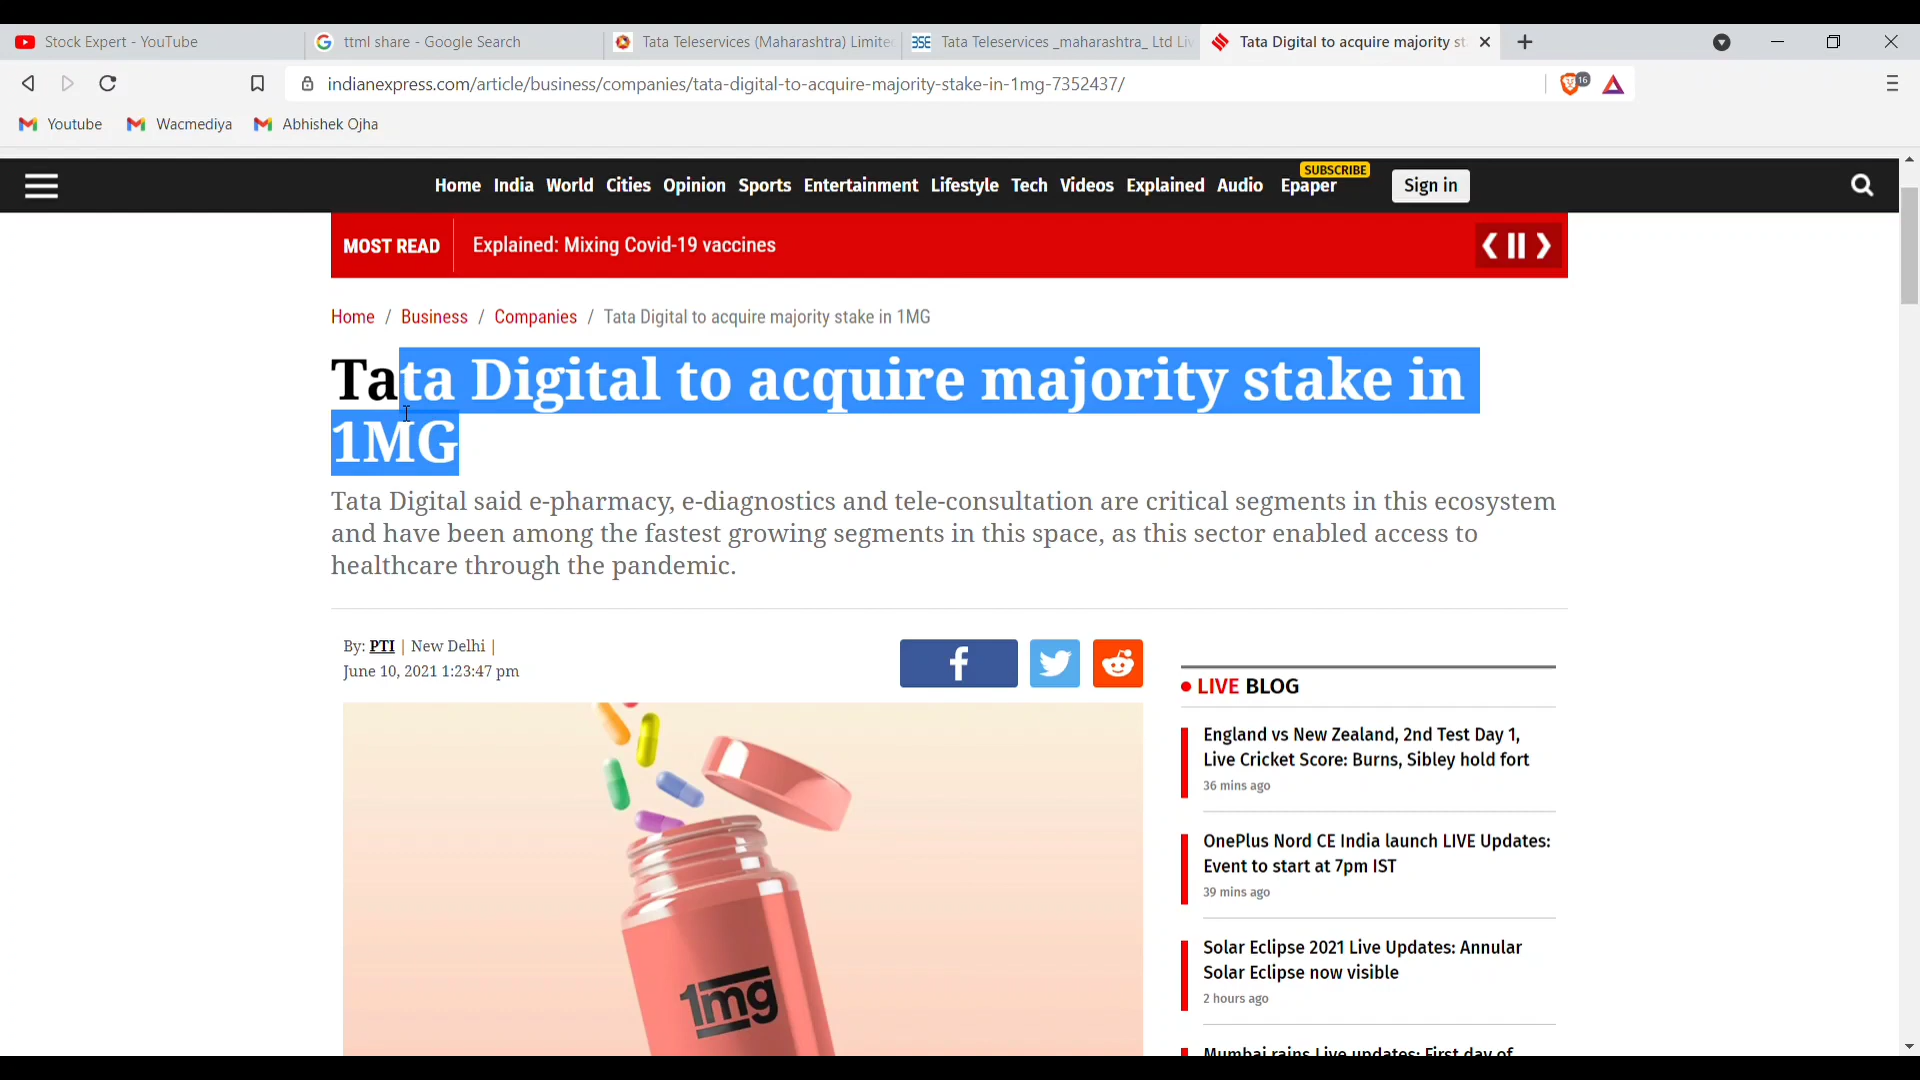 Stock Expert - YouTube
ttml share - Google Search
Tata Teleservices (Maharashtra) Limite
Tata Teleservices _maharashtra_ Ltd Li
Tata Digital to acquire majority st
indianexpress.com/article/business/companies/tata-digital-to-acquire-majority-stake-in-1mg-7352437/
16
Youtube
Wacmediya
Abhishek Ojha
Home India World Cities Opinion Sports Entertainment Lifestyle Tech Videos Explained Audio Epaper
SUBSCRIBE
Sign in
MOST READ
Explained: Mixing Covid-19 vaccines
Home / Business / Companies / Tata Digital to acquire majority stake in 1MG
Tata Digital to acquire majority stake in
1MG
Tata Digital said e-pharmacy, e-diagnostics and tele-consultation are critical segments in this ecosystem
and have been among the fastest growing segments in this space, as this sector enabled access to
healthcare through the pandemic.
By: PTI | New Delhi |
June 10, 2021 1:23:47 pm
1mg
LIVE BLOG
England vs New Zealand, 2nd Test Day 1,
Live Cricket Score: Burns, Sibley hold fort
36 mins ago
OnePlus Nord CE India launch LIVE Updates:
Event to start at 7pm IST
39 mins ago
Solar Eclipse 2021 Live Updates: Annular
Solar Eclipse now visible
2 hours ago
Mumbai rains Live updates: First day of